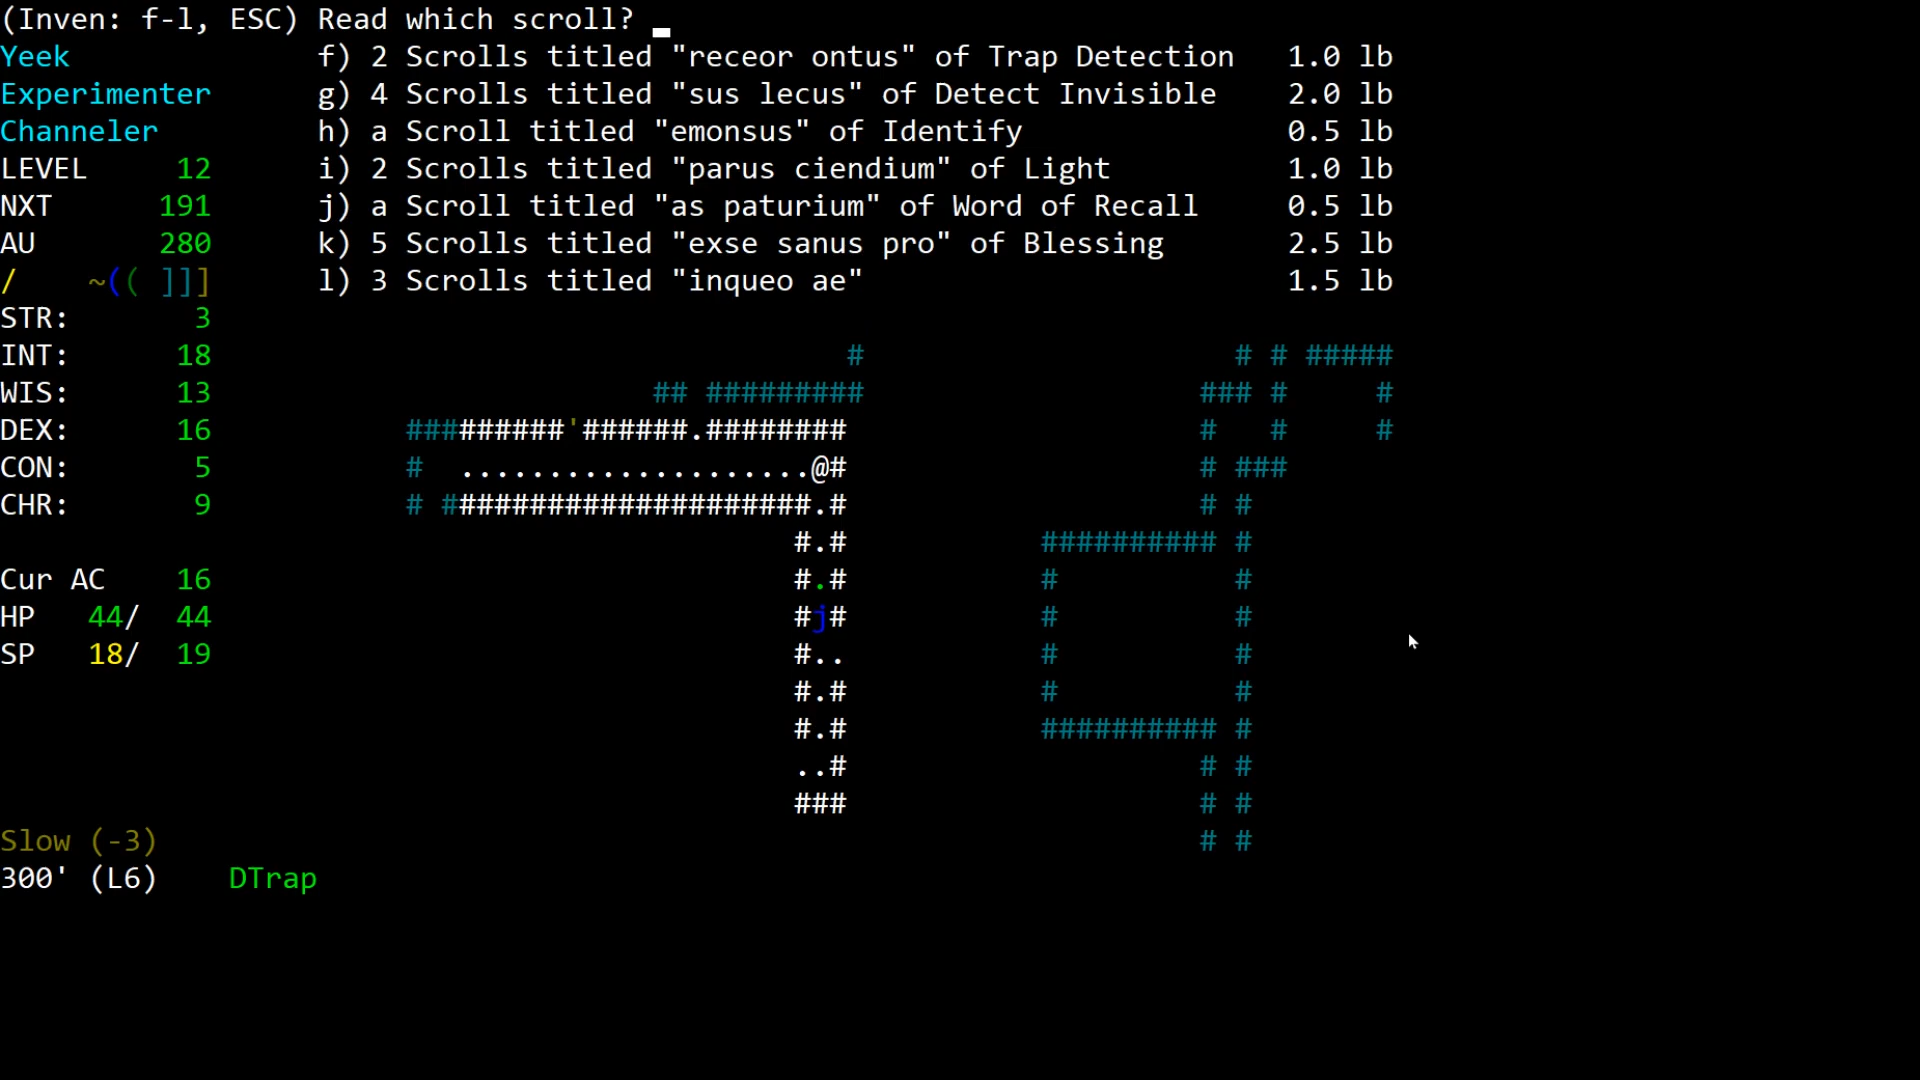 (Inven: f-l, ESC) Read which scroll?
Yeek f) 2 Scrolls titled "receor ontus" of Trap Detection 1.0 lb
Experimenter g) 4 Scrolls titled "sus lecus" of Detect Invisible 2.0 lb
Channeler h) a Scroll titled "emonsus" of Identify 0.5 lb
LEVEL 12 i) 2 Scrolls titled "parus ciendium" of Light 1.0 lb
NXT 191 j) a Scroll titled "as paturium" of Word of Recall 0.5 lb
AU 280 k) 5 Scrolls titled "exse sanus pro" of Blessing 2.5 lb
/ ~(( ]]] l) 3 Scrolls titled "inqueo ae" 1.5 lb
STR: 3
INT: 18 # # # #####
WIS: 13 ## ######### ### # #
DEX: 16 #########'######.######## # # #
CON: 5 # ....................@# # ###
CHR: 9 # #####################.# # #
#.# ########## #
Cur AC 16 #.# # #
HP 44/ 44 #j# # #
SP 18/ 19 #.. # #
#.# # #
#.# ########## #
..# # #
### # #
Slow (-3) # #
300' (L6) DTrap